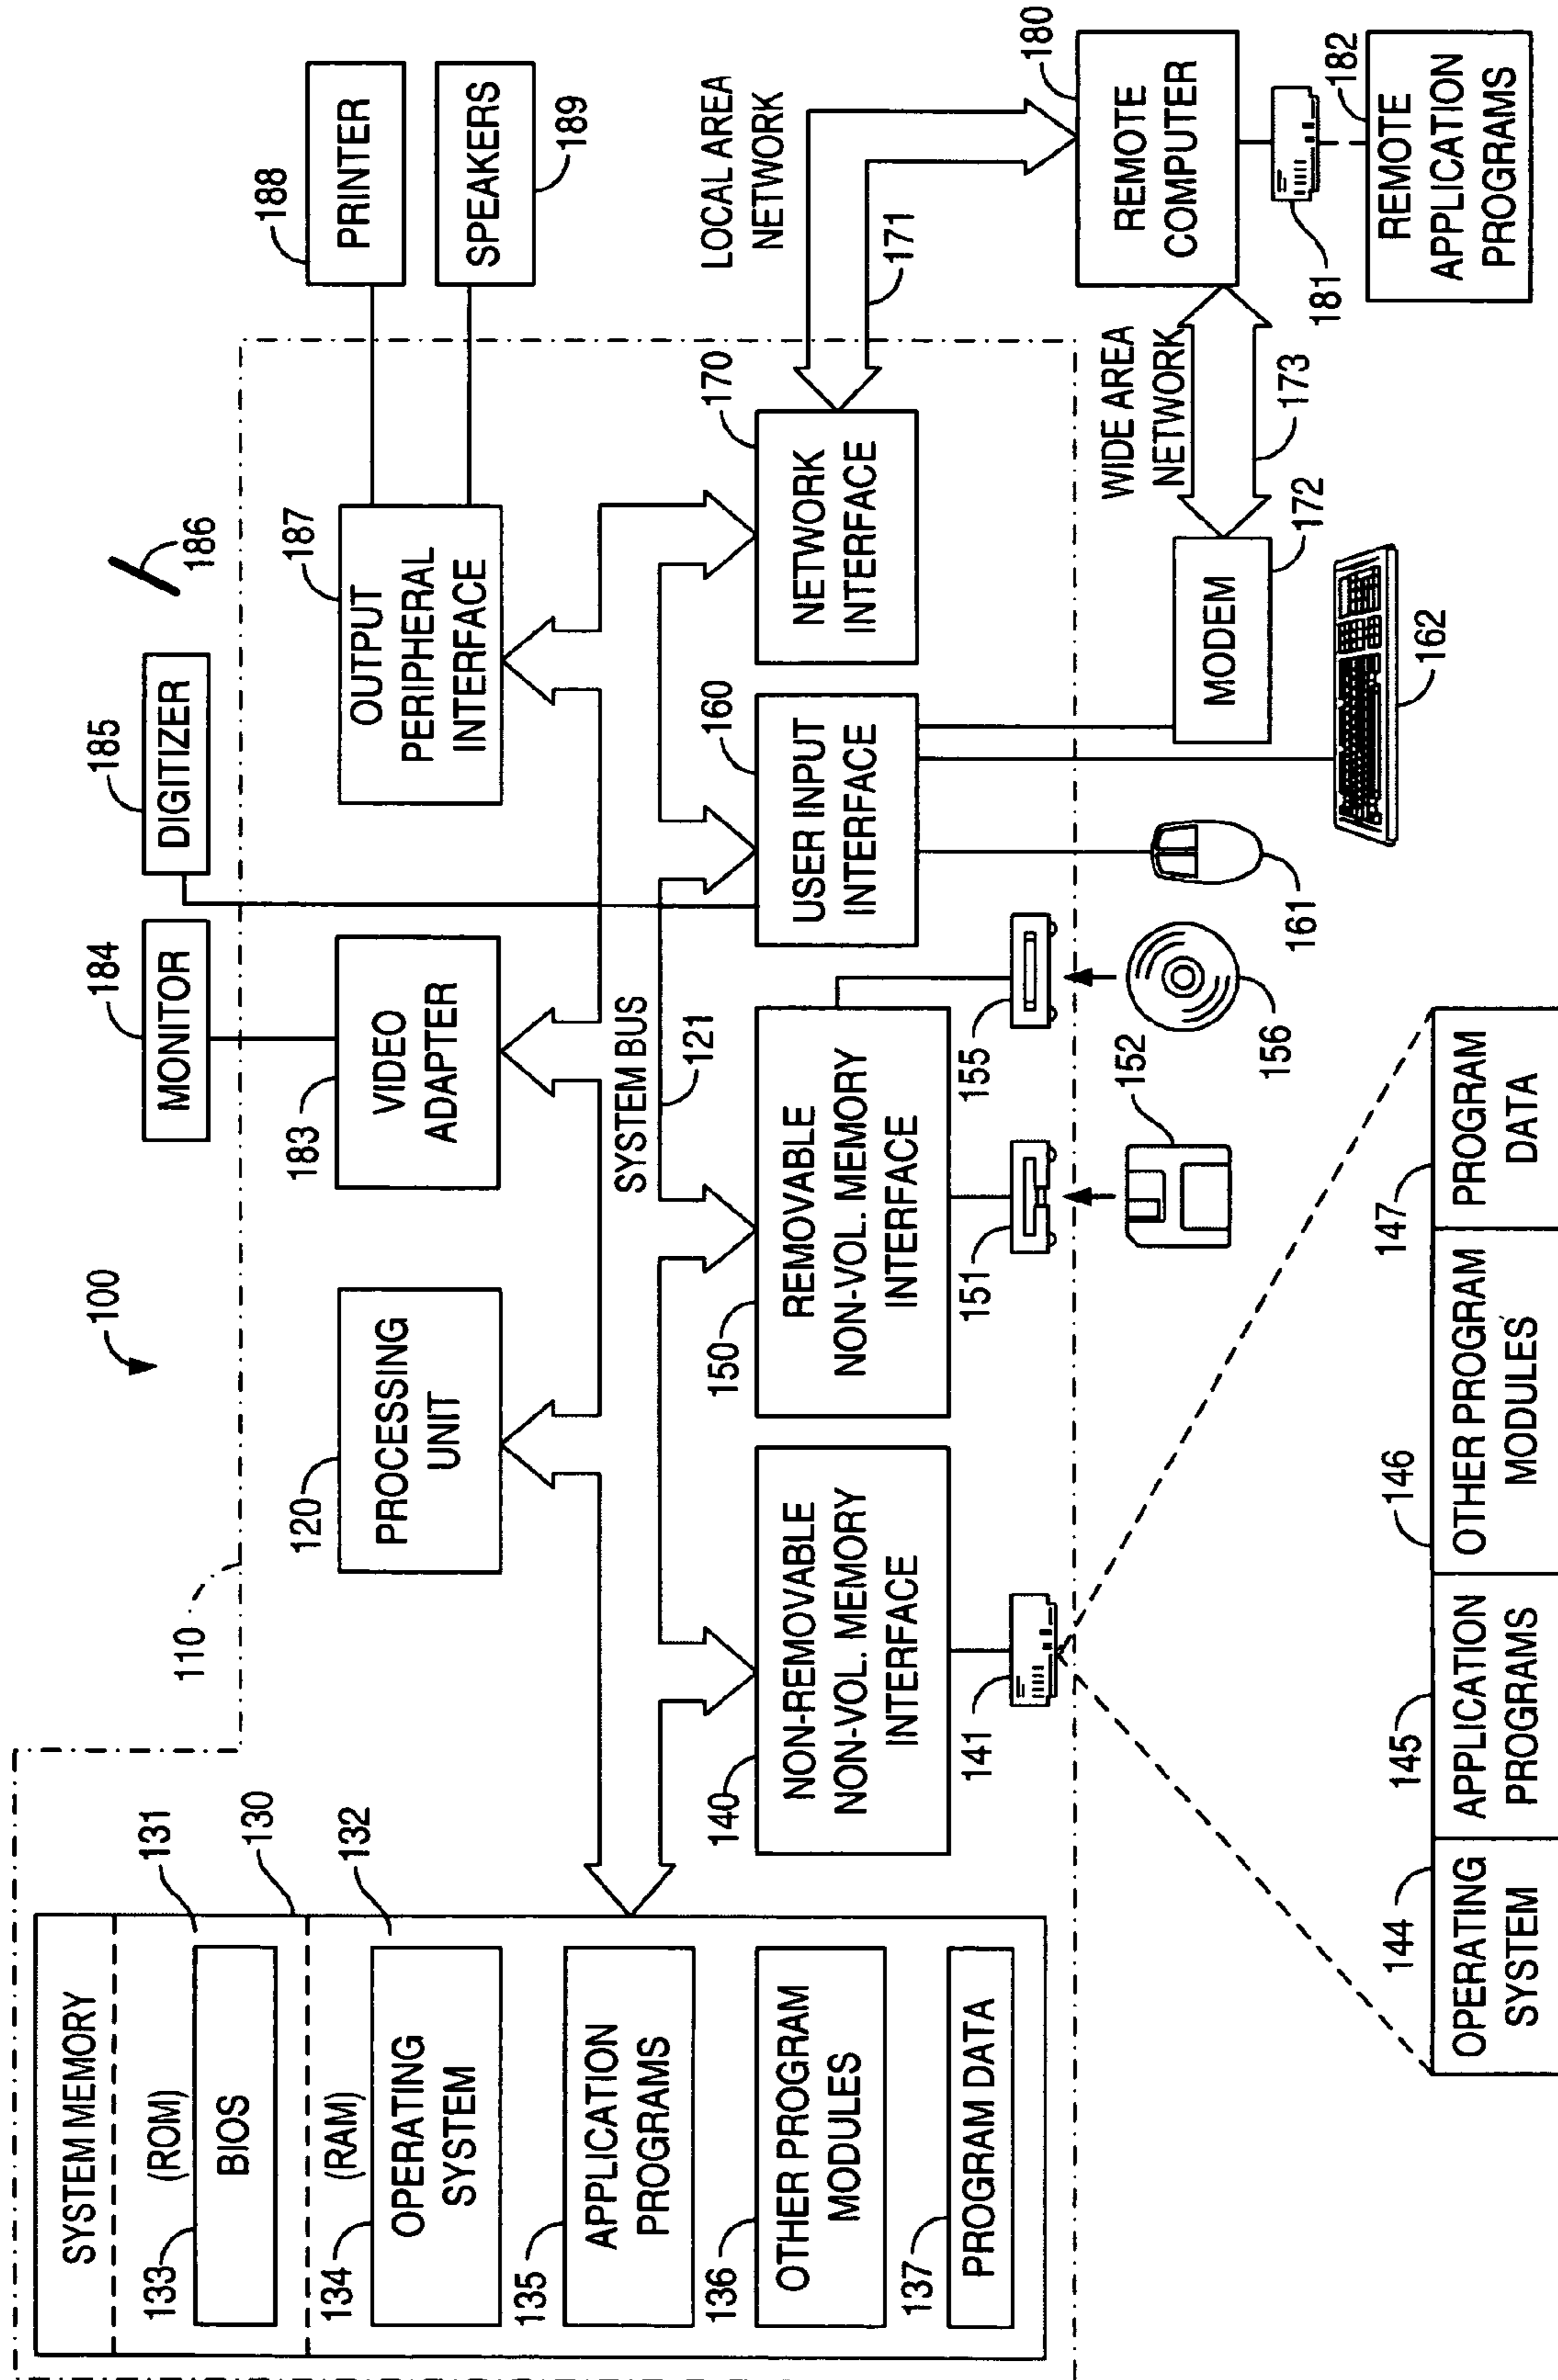 100
110
SYSTEM MEMORY
(ROM)
131
133
BIOS
130
(RAM)
132
134
OPERATING
SYSTEM
135
APPLICATION
PROGRAMS
136
OTHER PROGRAM
MODULES
137
PROGRAM DATA
120
PROCESSING
UNIT
184
MONITOR
183
VIDEO
ADAPTER
185
DIGITIZER
186
187
OUTPUT
PERIPHERAL
INTERFACE
188
PRINTER
SPEAKERS
189
SYSTEM BUS
121
140
NON-REMOVABLE
NON-VOL. MEMORY
INTERFACE
150
REMOVABLE
NON-VOL. MEMORY
INTERFACE
160
USER INPUT
INTERFACE
170
NETWORK
INTERFACE
LOCAL AREA
NETWORK
171
141
151
155
152
156
161
162
MODEM
172
WIDE AREA
NETWORK
173
180
REMOTE
COMPUTER
181
182
REMOTE
APPLICATION
PROGRAMS
144
OPERATING
SYSTEM
145
APPLICATION
PROGRAMS
146
OTHER PROGRAM
MODULES
147
PROGRAM
DATA